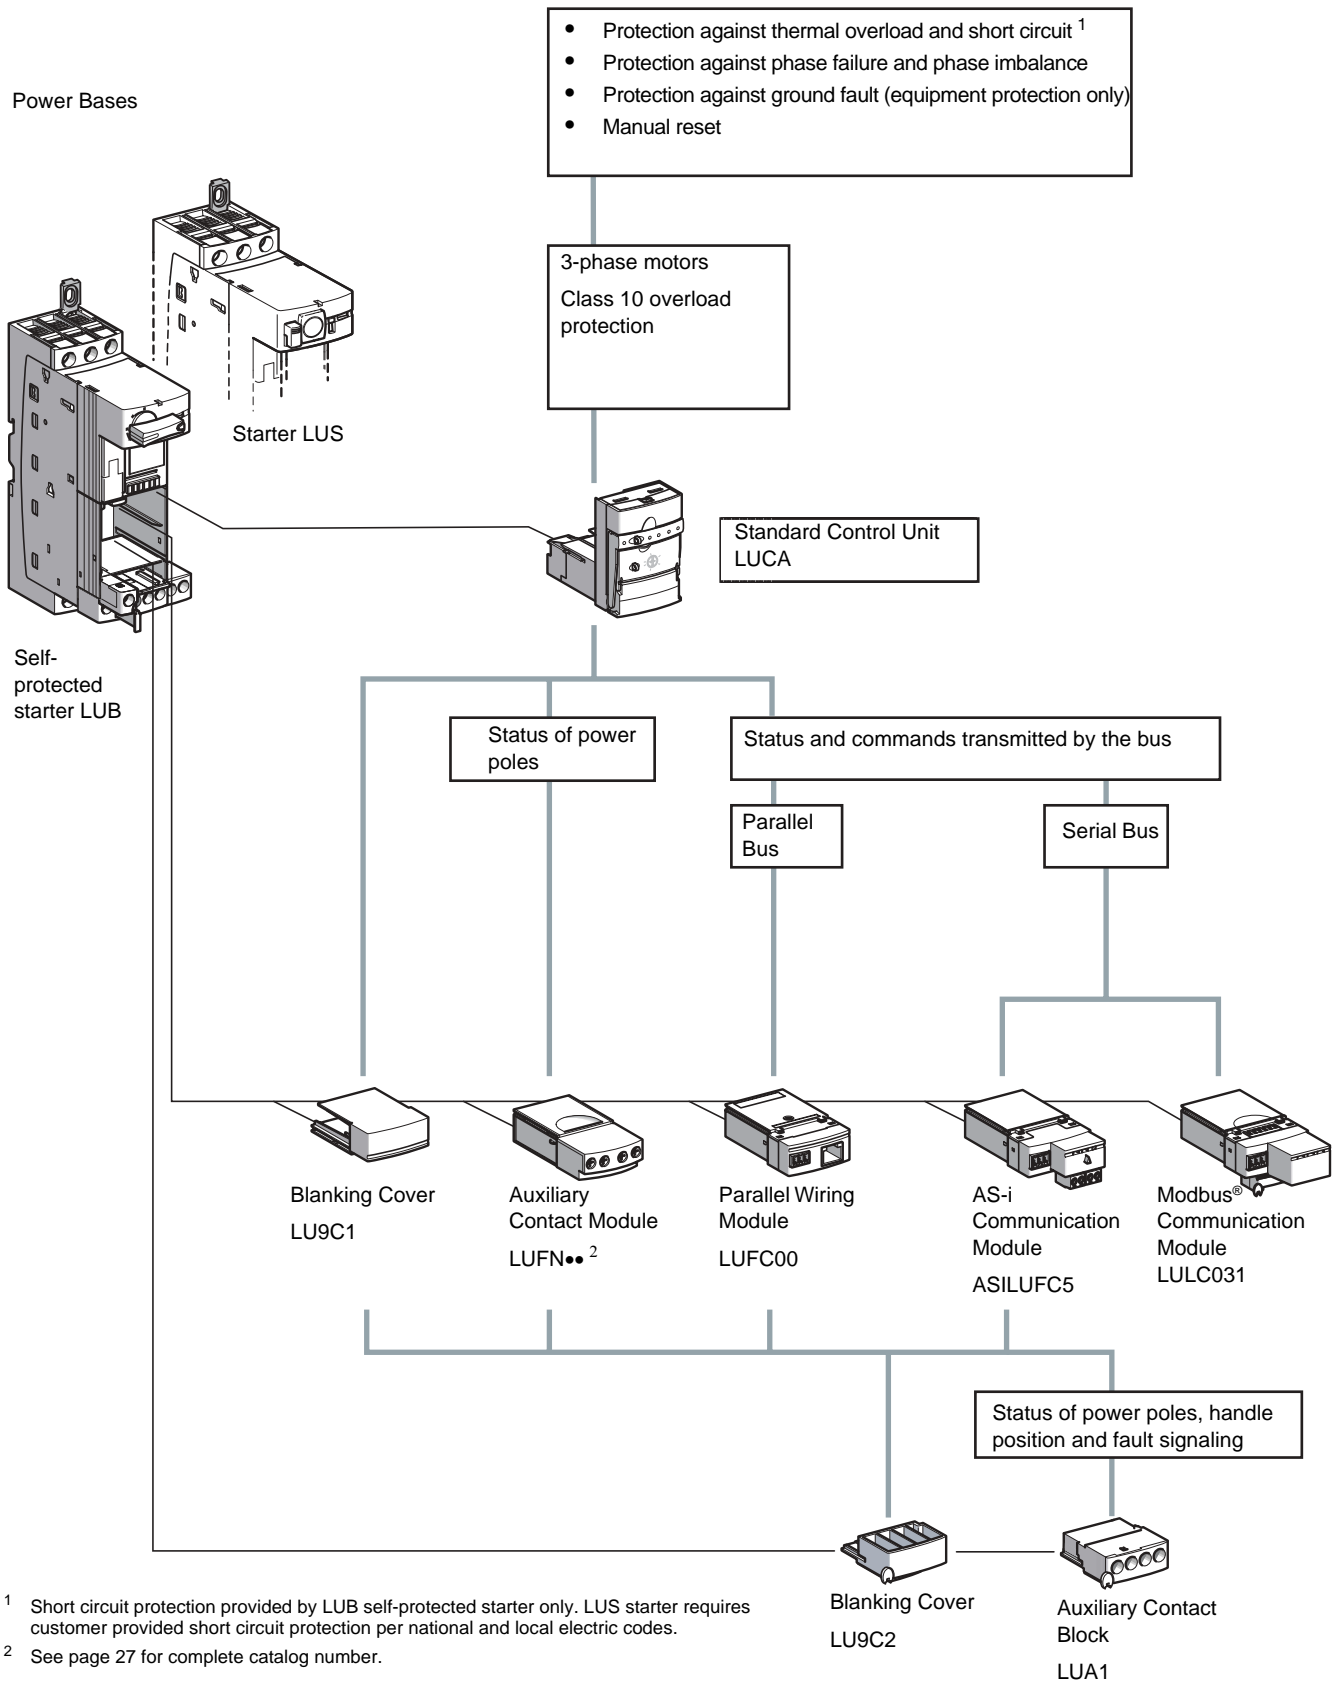 • Protection against thermal overload and short circuit 1
• Protection against phase failure and phase imbalance
• Protection against ground fault (equipment protection only)
• Manual reset
Power Bases
3-phase motors
Class 10 overload
protection
Starter LUS
Standard Control Unit
LUCA
Self-
protected
starter LUB
Status of power
poles
Status and commands transmitted by the bus
Parallel
Bus
Serial Bus
Blanking Cover
LU9C1
Auxiliary
Contact Module
LUFN•• 2
Parallel Wiring
Module
LUFC00
AS-i
Communication
Module
ASILUFC5
Modbus®
Communication
Module
LULC031
Status of power poles, handle
position and fault signaling
Blanking Cover
LU9C2
Auxiliary Contact
Block
LUA1
1 Short circuit protection provided by LUB self-protected starter only. LUS starter requires
customer provided short circuit protection per national and local electric codes.
2 See page 27 for complete catalog number.